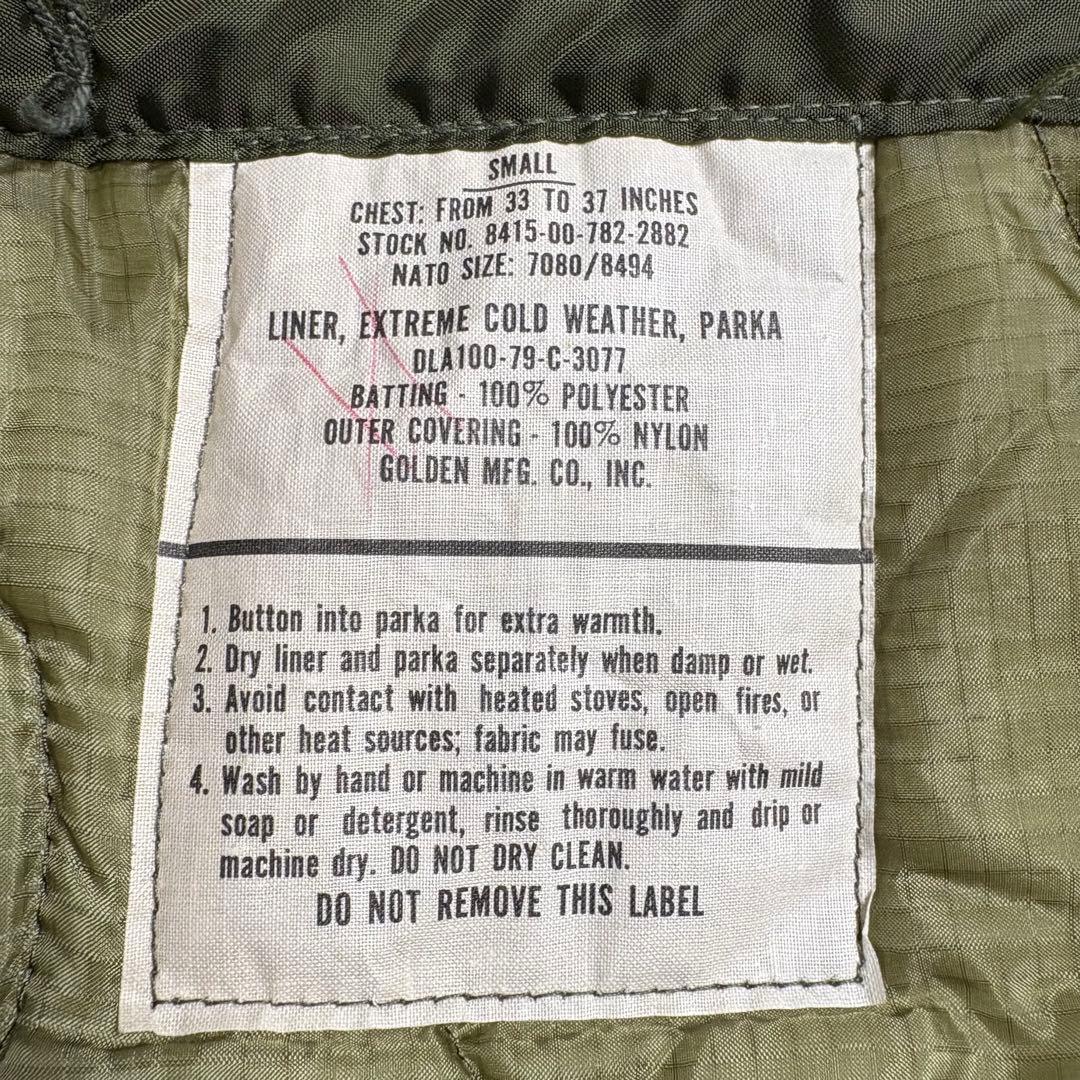 SMALL
CHEST: FROM 33 TO 37 INCHES
STOCK NO. 8415-00-782-2882
NATO SIZE: 7080/8494
LINER, EXTREME COLD WEATHER, PARKA
DLA100-79-C-3077
BATTING - 100% POLYESTER
OUTER COVERING - 100% NYLON
GOLDEN MFG. CO., INC.
1. Button into parka for extra warmth.
2. Dry liner and parka separately when damp or wet.
3. Avoid contact with heated stoves, open fires, or
other heat sources; fabric may fuse.
4. Wash by hand or machine in warm water with mild
soap or detergent, rinse thoroughly and drip or
machine dry. DO NOT DRY CLEAN.
DO NOT REMOVE THIS LABEL